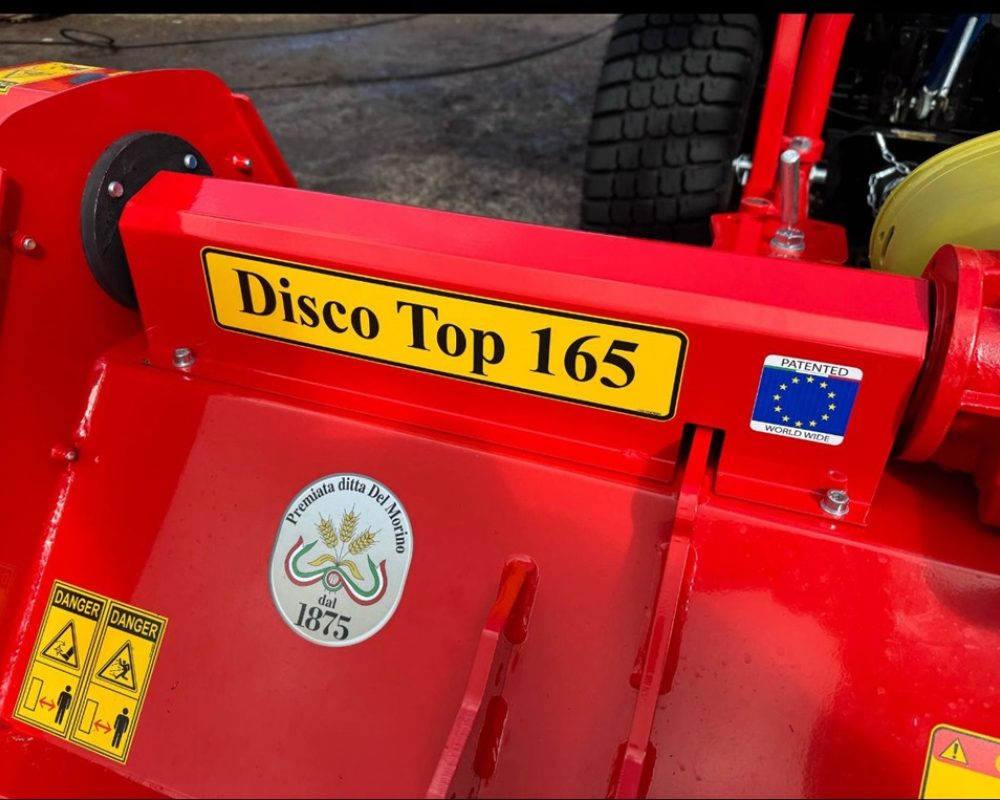 Disco Top 165
PATENTED
WORLD WIDE
Premiata ditta Del Morino
dal
1875
DANGER
DANGER